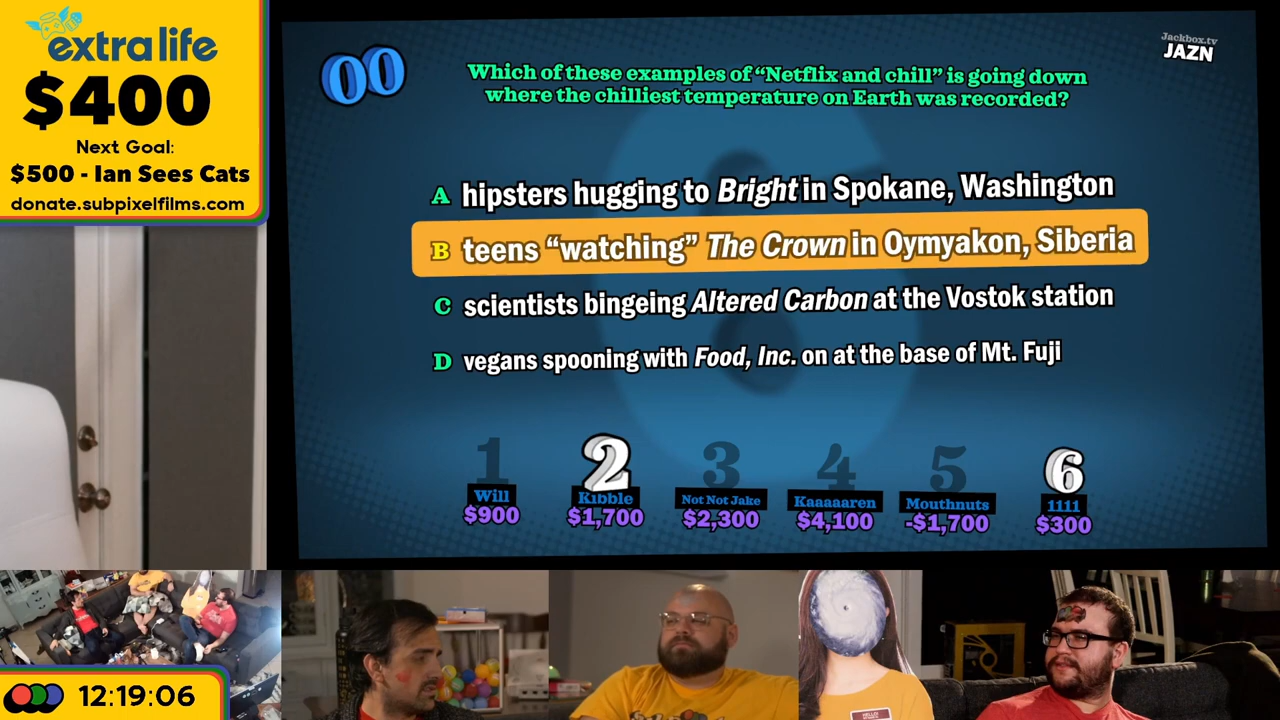 extra life
$400
Next Goal:
$500 - Ian Sees Cats
donate.subpixelfilms.com
12:19:06
00
Which of these examples of “Netflix and chill” is going down
where the chilliest temperature on Earth was recorded?
Jackbox.tv
JAZN
A hipsters hugging to Bright in Spokane, Washington
B teens “watching” The Crown in Oymyakon, Siberia
C scientists bingeing Altered Carbon at the Vostok station
D vegans spooning with Food, Inc. on at the base of Mt. Fuji
6
1 2 3 4 5 6
Will Kibble Not Not Jake Kaaaaaren Mouthnuts 1111
$900 $1,700 $2,300 $4,100 -$1,700 $300
HELLO